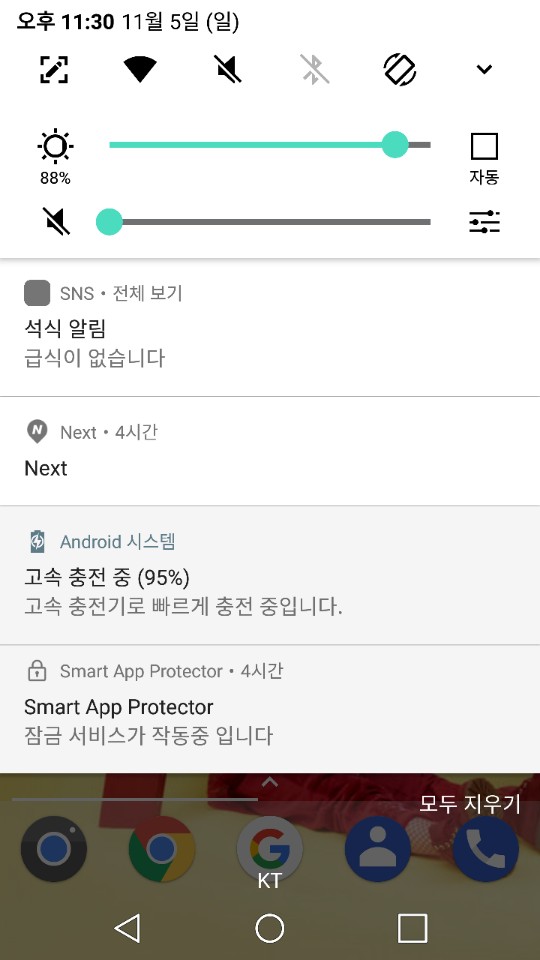 오후 11:30 11월 5일 (일)
88%
자동
SNS • 전체 보기
석식 알림
급식이 없습니다
Next • 4시간
Next
Android 시스템
고속 충전 중 (95%)
고속 충전기로 빠르게 충전 중입니다.
Smart App Protector • 4시간
Smart App Protector
잠금 서비스가 작동중 입니다
모두 지우기
KT